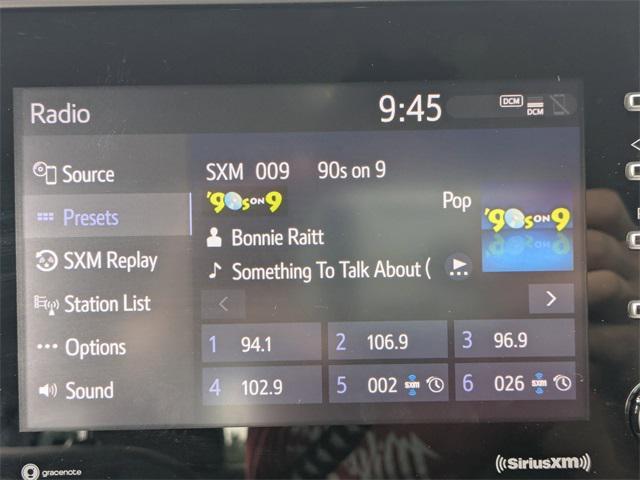 Radio
9:45
DCM
DCM
Source
Presets
SXM Replay
Station List
Options
Sound
SXM 009 90s on 9
'90s ON 9
Pop
'90s ON 9
Bonnie Raitt
Something To Talk About (
1 94.1
2 106.9
3 96.9
4 102.9
5 002 SXM
6 026 SXM
gracenote
((SiriusXM))